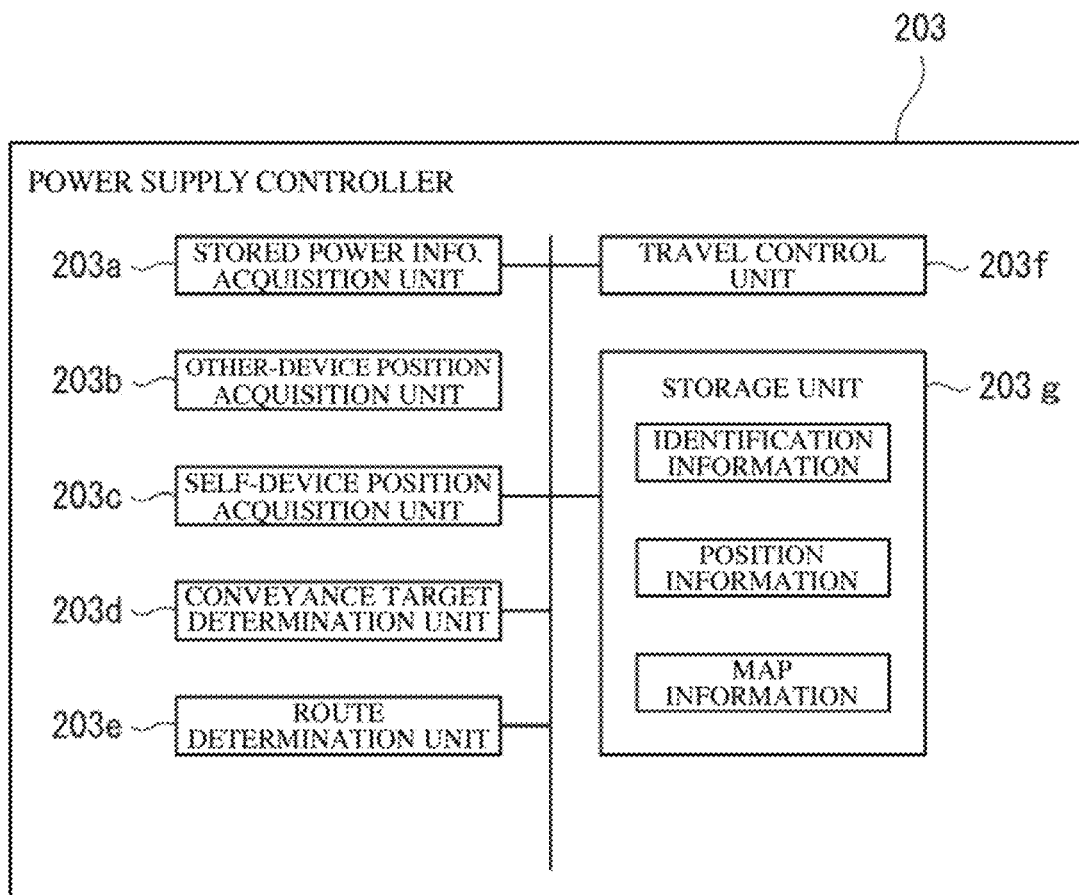 203
POWER SUPPLY CONTROLLER
203a
STORED POWER INFO.
ACQUISITION UNIT
203b
OTHER-DEVICE POSITION
ACQUISITION UNIT
203c
SELF-DEVICE POSITION
ACQUISITION UNIT
203d
CONVEYANCE TARGET
DETERMINATION UNIT
203e
ROUTE
DETERMINATION UNIT
TRAVEL CONTROL
UNIT
203f
STORAGE UNIT
203g
IDENTIFICATION
INFORMATION
POSITION
INFORMATION
MAP
INFORMATION